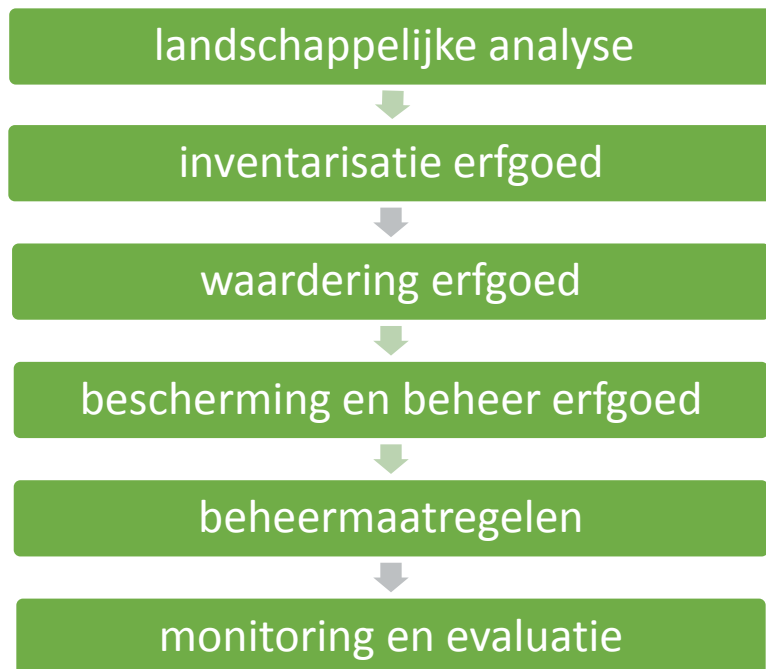 landschappelijke analyse
inventarisatie erfgoed
waardering erfgoed
bescherming en beheer erfgoed
beheermaatregelen
monitoring en evaluatie